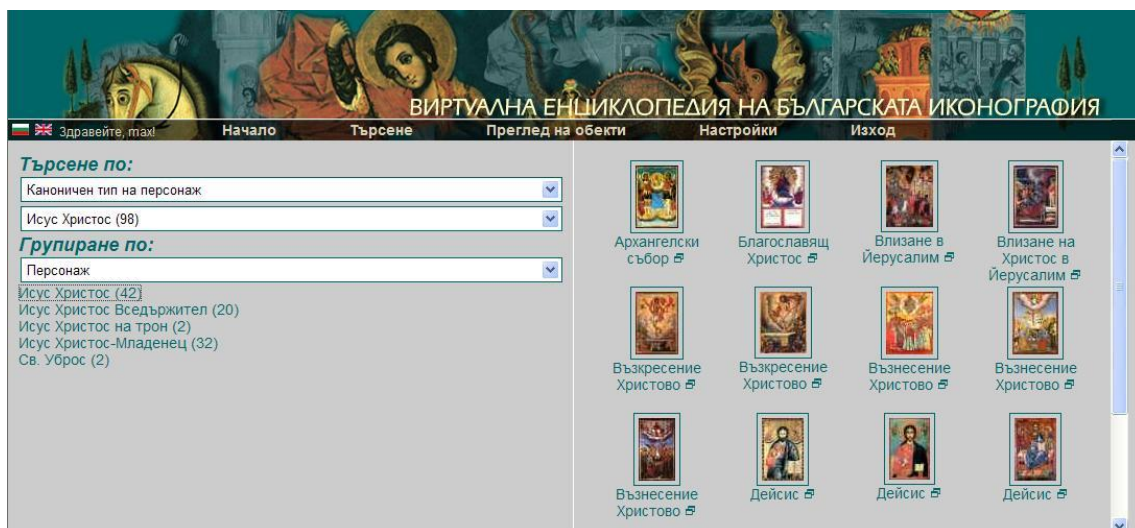 ВИРТУАЛНА ЕНЦИКЛОПЕДИЯ НА БЪЛГАРСКАТА ИКОНОГРАФИЯ
Здравейте, max! Начало Търсене Преглед на обекти Настройки Изход
Търсене по:
Каноничен тип на персонаж
Исус Христос (98)
Групиране по:
Персонаж
Исус Христос (42)
Исус Христос Вседържител (20)
Исус Христос на трон (2)
Исус Христос-Младенец (32)
Св. Уброс (2)
Архангелски
събор
Благославящ
Христос
Влизане в
Йерусалим
Влизане на
Христос в
Йерусалим
Възкресение
Христово
Възкресение
Христово
Възнесение
Христово
Възнесение
Христово
Възнесение
Христово
Дейсис
Дейсис
Дейсис